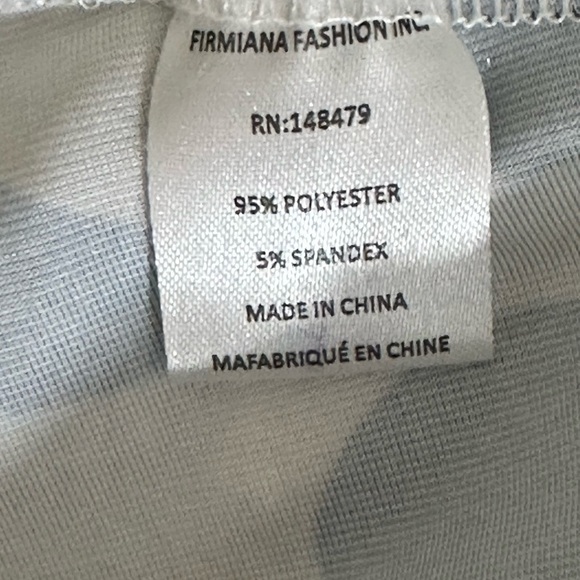 FIRMIANA FASHION INC.
RN:148479
95% POLYESTER
5% SPANDEX
MADE IN CHINA
MAFABRIQUÉ EN CHINE